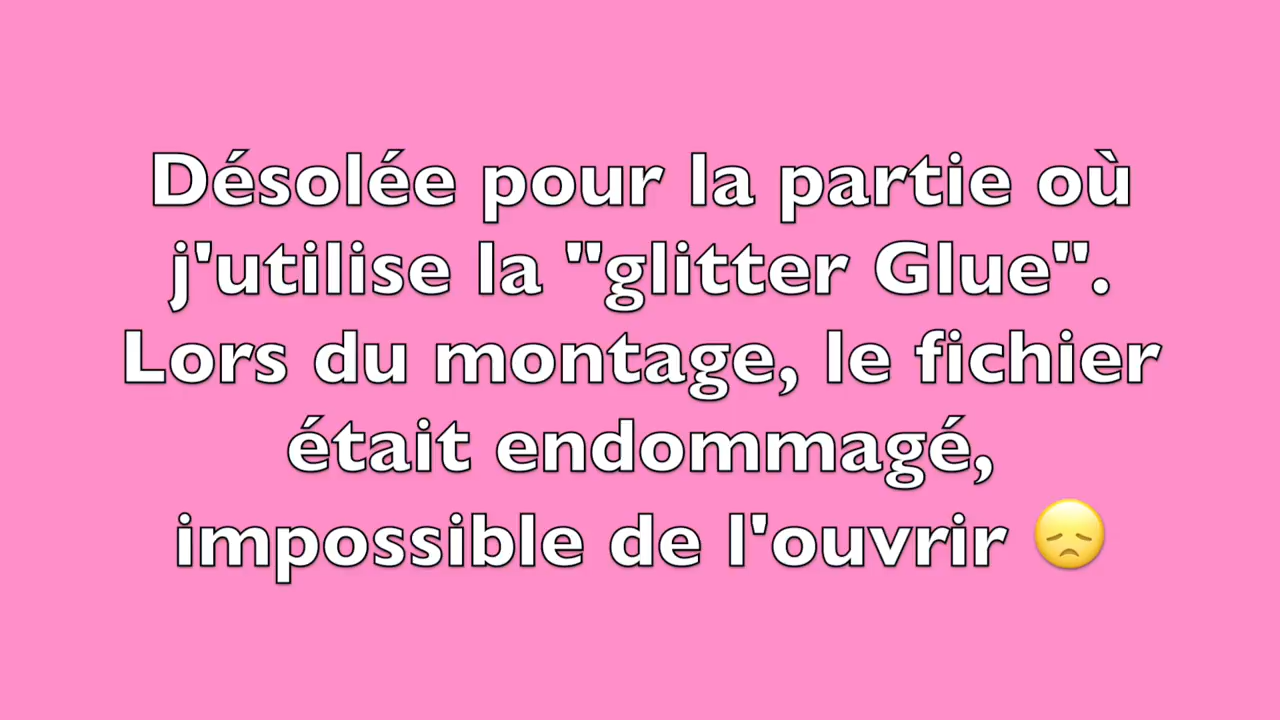 Désolée pour la partie où
j'utilise la "glitter Glue".
Lors du montage, le fichier
était endommagé,
impossible de l'ouvrir 😞